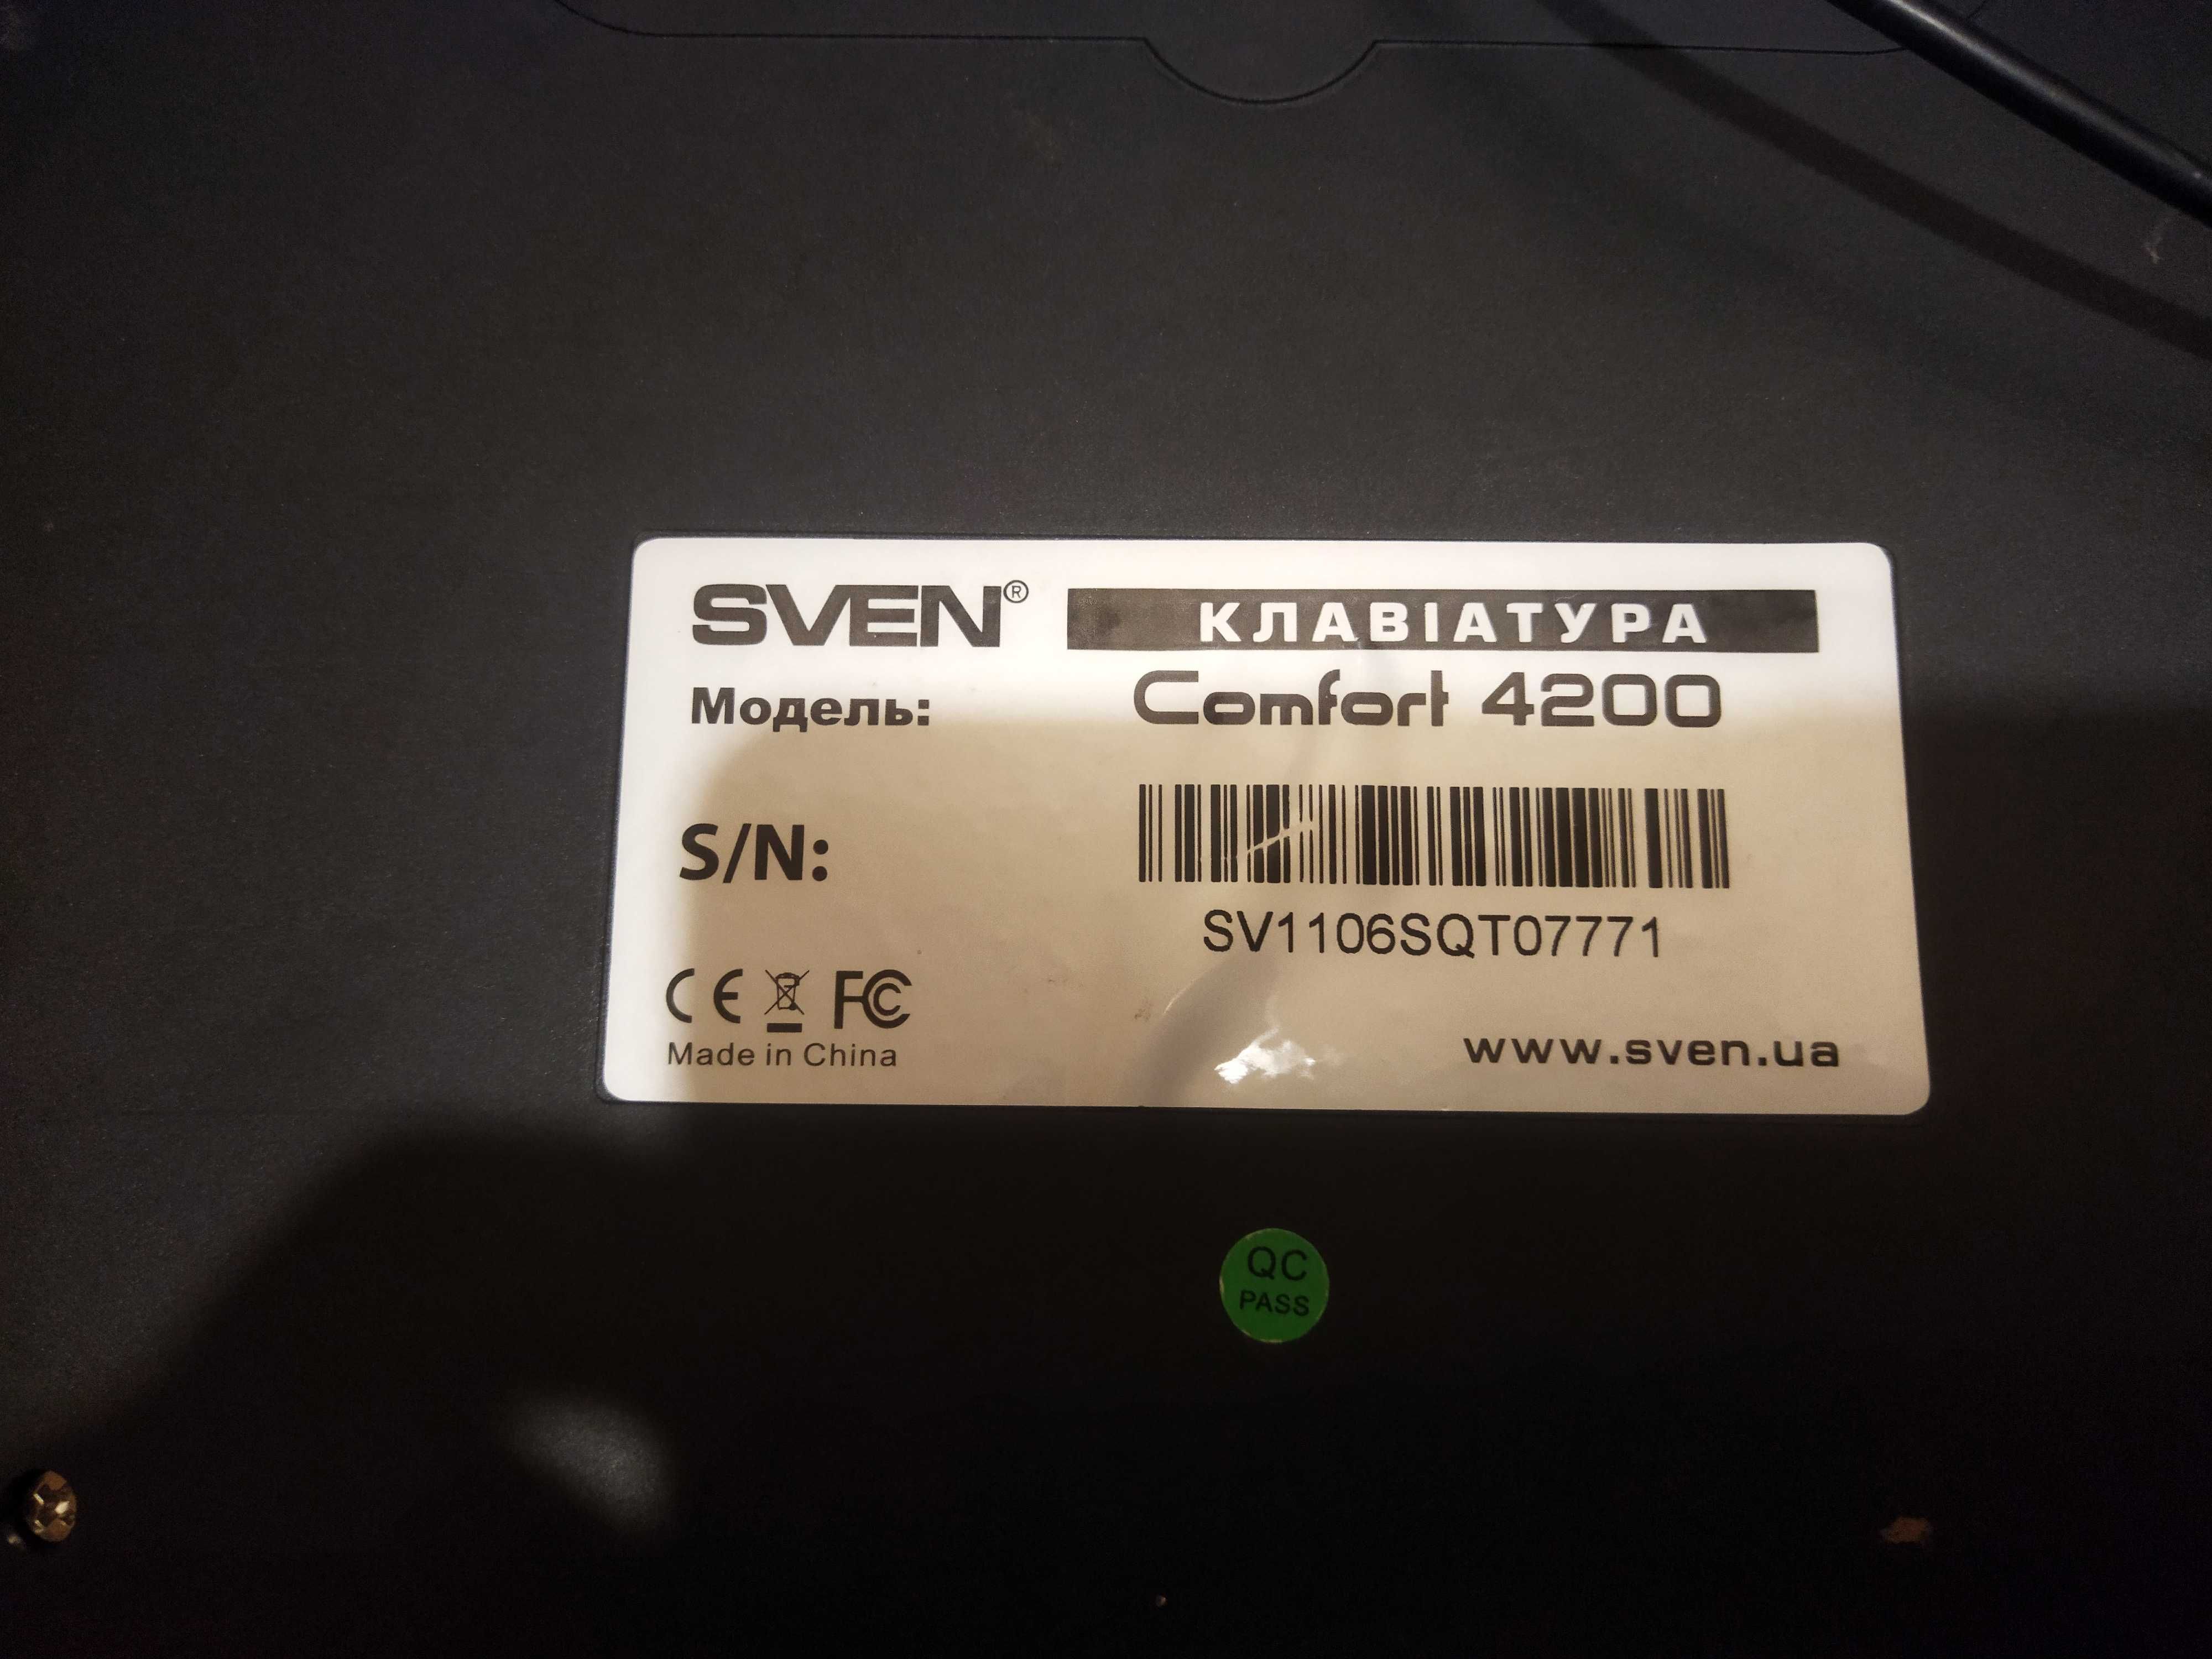 SVEN® КЛАВІАТУРА
Модель: Comfort 4200
S/N:
SV1106SQT07771
CE FC
Made in China
www.sven.ua
QC
PASS